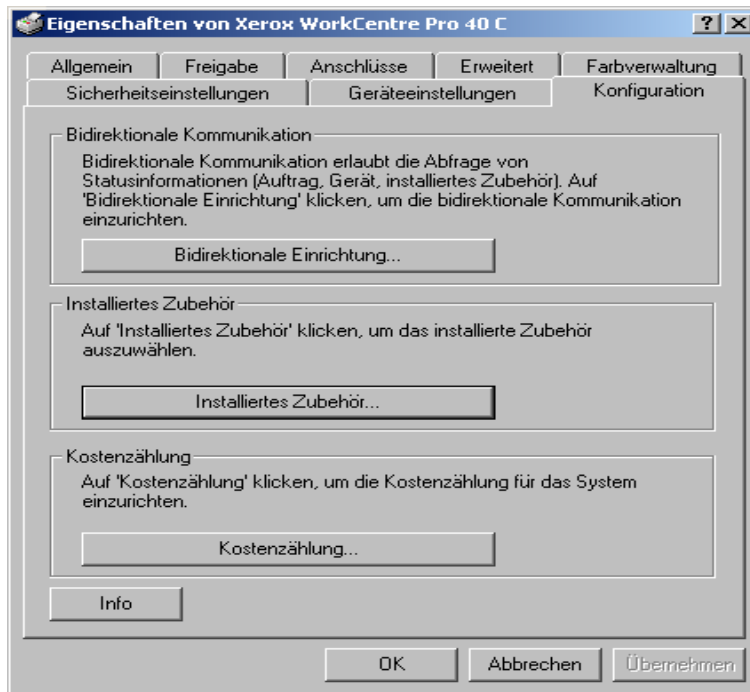 Eigenschaften von Xerox WorkCentre Pro 40 C
Allgemein
Freigabe
Anschlüsse
Erweitert
Farbverwaltung
Sicherheitseinstellungen
Geräteeinstellungen
Konfiguration
Bidirektionale Kommunikation
Bidirektionale Kommunikation erlaubt die Abfrage von
Statusinformationen (Auftrag, Gerät, installiertes Zubehör). Auf
'Bidirektionale Einrichtung' klicken, um die bidirektionale Kommunikation
einzurichten.
Bidirektionale Einrichtung...
Installiertes Zubehör
Auf 'Installiertes Zubehör' klicken, um das installierte Zubehör
auszuwählen.
Installiertes Zubehör...
Kostenzählung
Auf 'Kostenzählung' klicken, um die Kostenzählung für das System
einzurichten.
Kostenzählung...
Info
OK
Abbrechen
Übernehmen